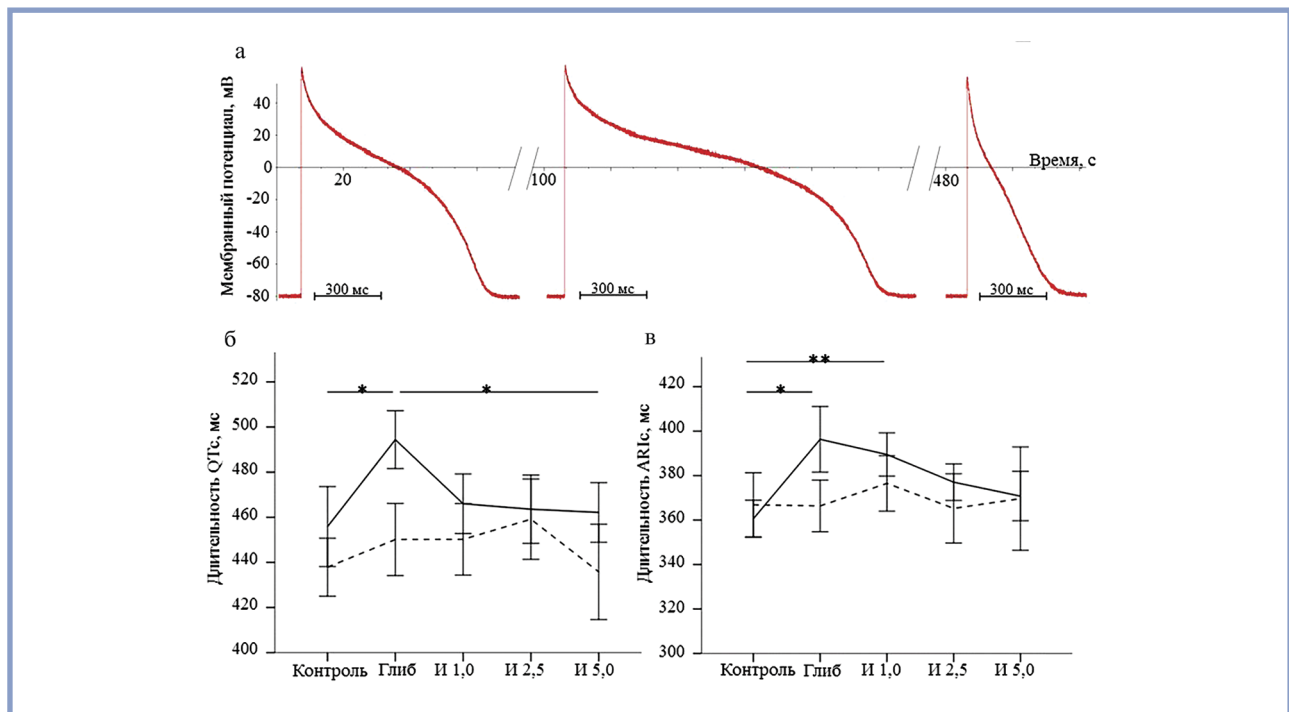 а
Мембранный потенциал, мВ
40
20
0
-20
-40
-60
-80
20
100
480
Время, с
300 мс
300 мс
300 мс
б
Длительность QTc, мс
520
500
480
460
440
420
400
*
*
Контроль
Глиб
И 1,0
И 2,5
И 5,0
в
Длительность ARIc, мс
420
400
380
360
340
320
300
**
*
Контроль
Глиб
И 1,0
И 2,5
И 5,0